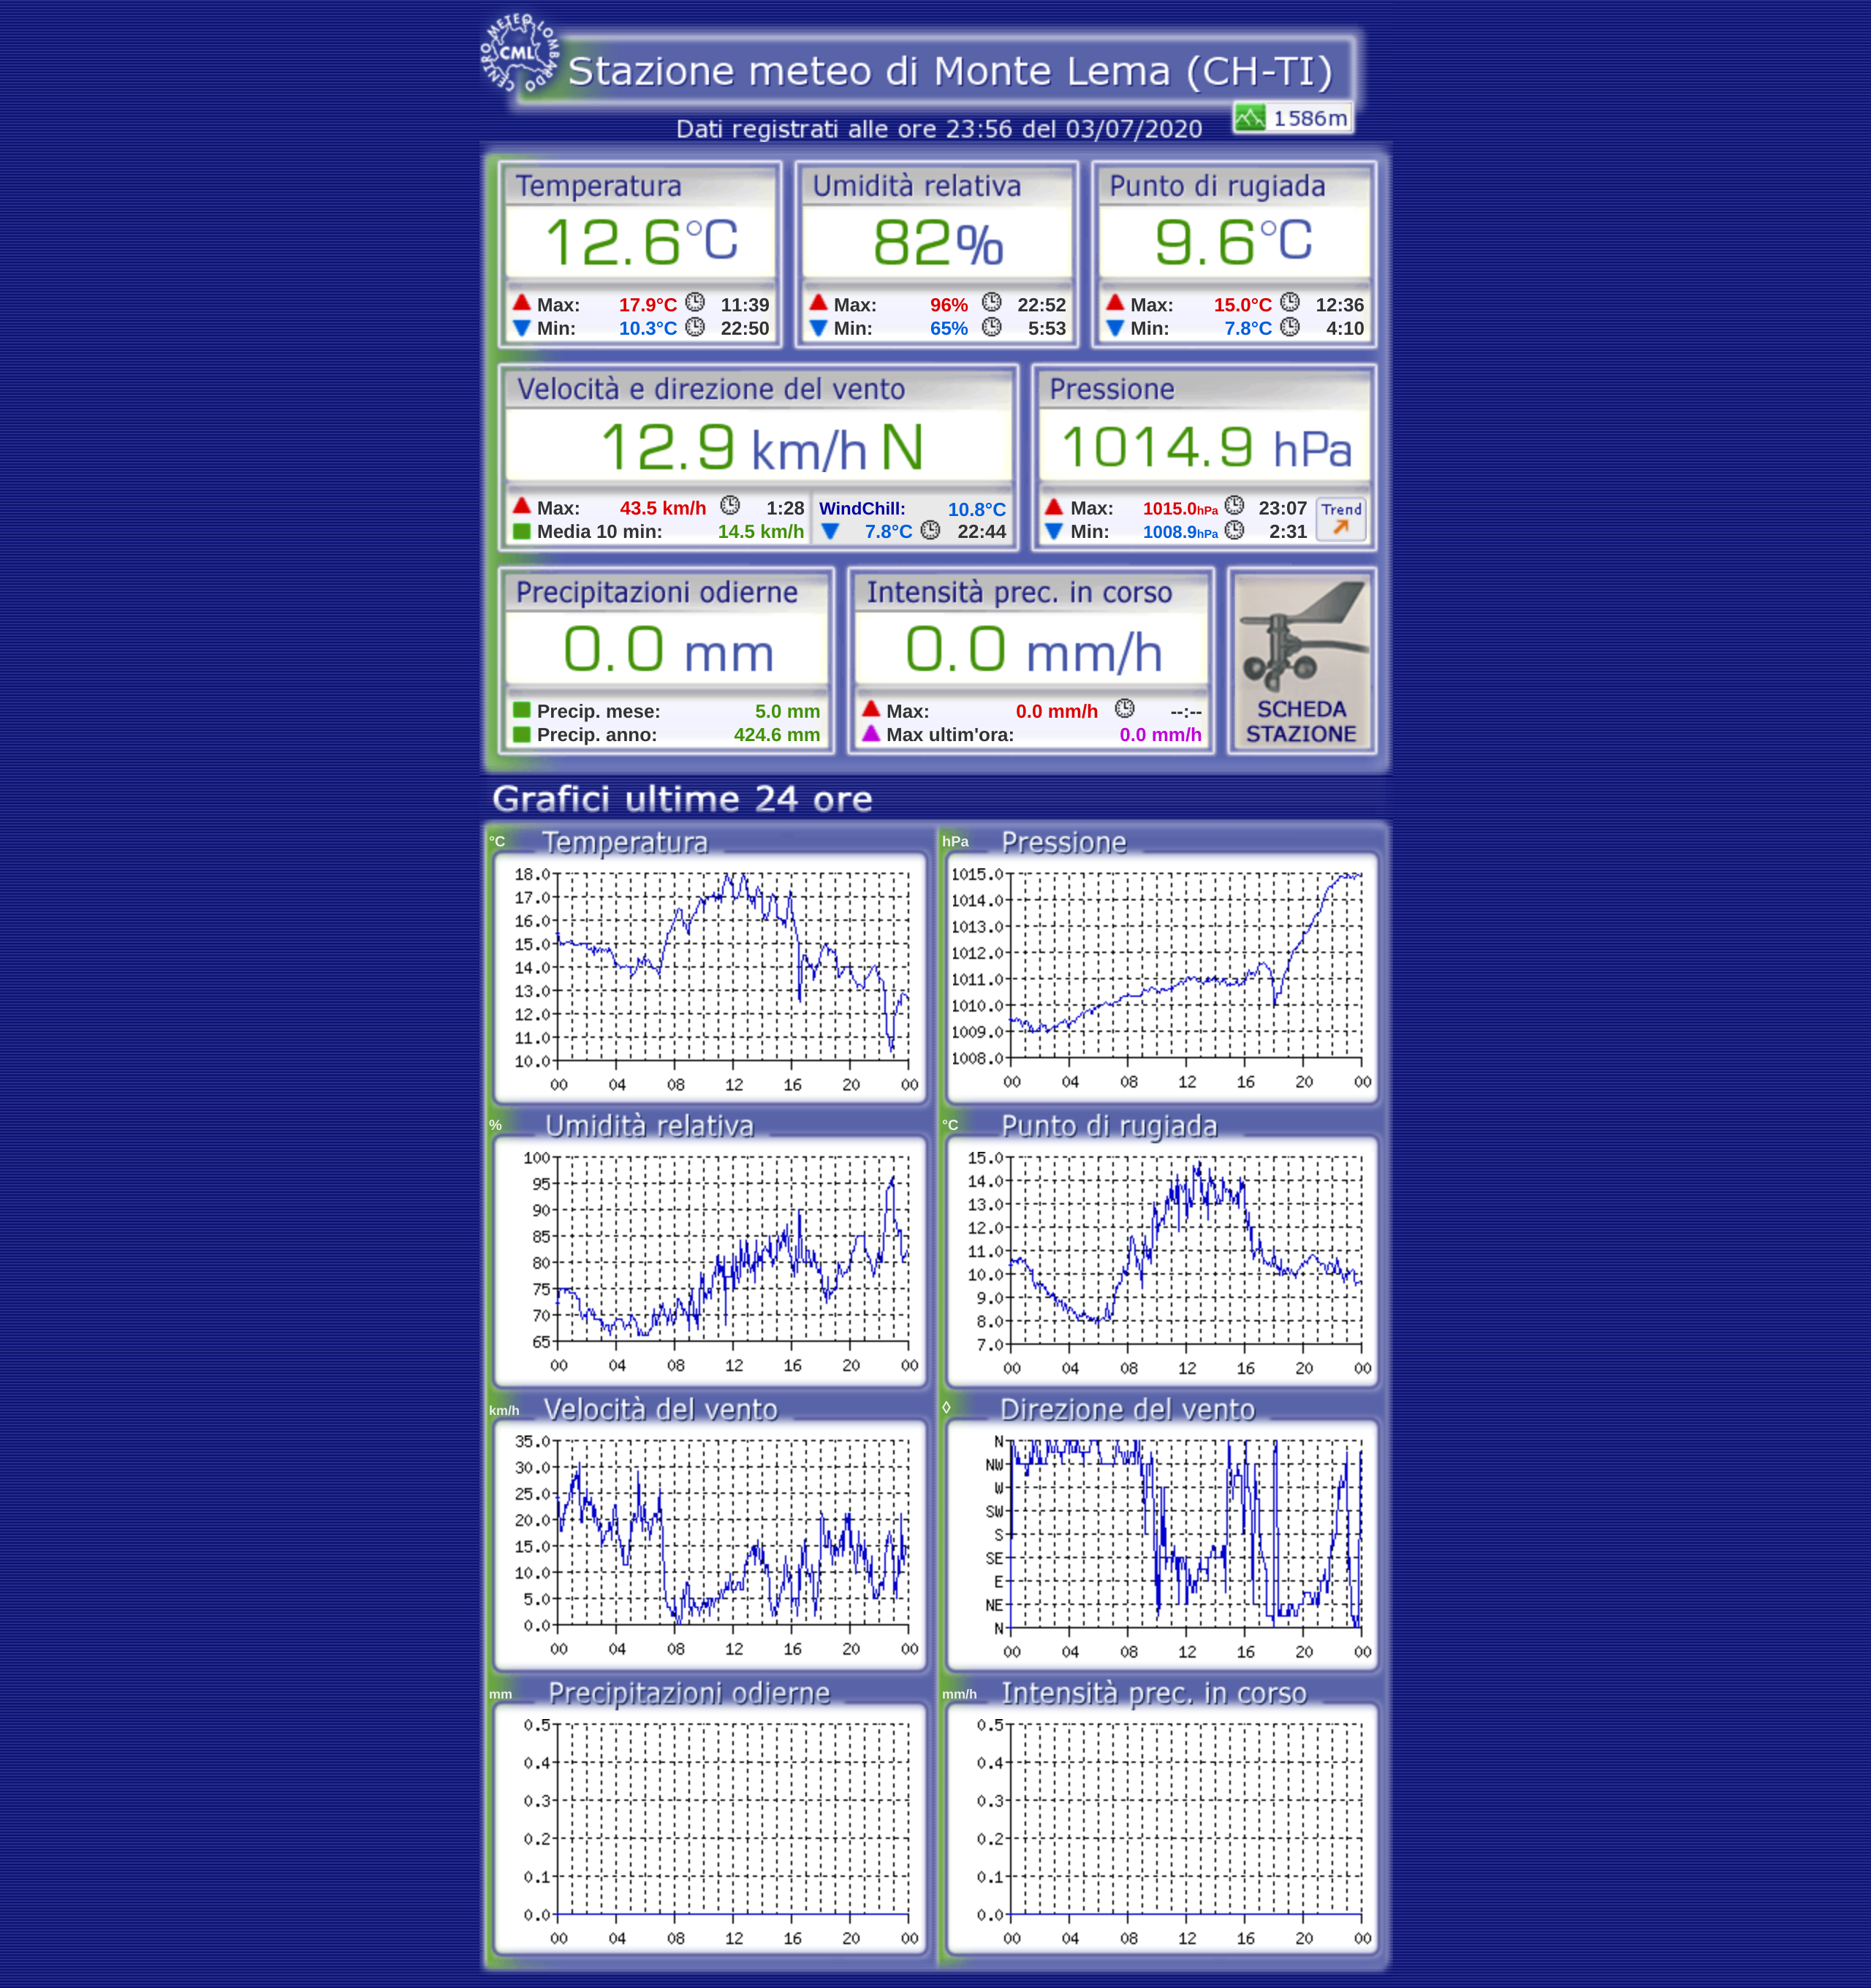 CENTRO METEO LOMBARDO
CML
Stazione meteo di Monte Lema (CH-TI)
1586m
Dati registrati alle ore 23:56 del 03/07/2020
Temperatura
12.6°C
Max: 17.9°C 11:39
Min: 10.3°C 22:50
Umidità relativa
82%
Max: 96% 22:52
Min: 65% 5:53
Punto di rugiada
9.6°C
Max: 15.0°C 12:36
Min: 7.8°C 4:10
Velocità e direzione del vento
12.9 km/h N
Max: 43.5 km/h 1:28
Media 10 min: 14.5 km/h
WindChill: 10.8°C
7.8°C 22:44
Pressione
1014.9 hPa
Max: 1015.0hPa 23:07
Min: 1008.9hPa 2:31
Trend
Precipitazioni odierne
0.0 mm
Precip. mese: 5.0 mm
Precip. anno: 424.6 mm
Intensità prec. in corso
0.0 mm/h
Max: 0.0 mm/h --:--
Max ultim'ora: 0.0 mm/h
SCHEDA
STAZIONE
Grafici ultime 24 ore
°C Temperatura
18.0
17.0
16.0
15.0
14.0
13.0
12.0
11.0
10.0
00 04 08 12 16 20 00
hPa Pressione
1015.0
1014.0
1013.0
1012.0
1011.0
1010.0
1009.0
1008.0
00 04 08 12 16 20 00
% Umidità relativa
100
95
90
85
80
75
70
65
00 04 08 12 16 20 00
°C Punto di rugiada
15.0
14.0
13.0
12.0
11.0
10.0
9.0
8.0
7.0
00 04 08 12 16 20 00
km/h Velocità del vento
35.0
30.0
25.0
20.0
15.0
10.0
5.0
0.0
00 04 08 12 16 20 00
◊ Direzione del vento
N
NW
W
SW
S
SE
E
NE
N
00 04 08 12 16 20 00
mm Precipitazioni odierne
0.5
0.4
0.3
0.2
0.1
0.0
00 04 08 12 16 20 00
mm/h Intensità prec. in corso
0.5
0.4
0.3
0.2
0.1
0.0
00 04 08 12 16 20 00